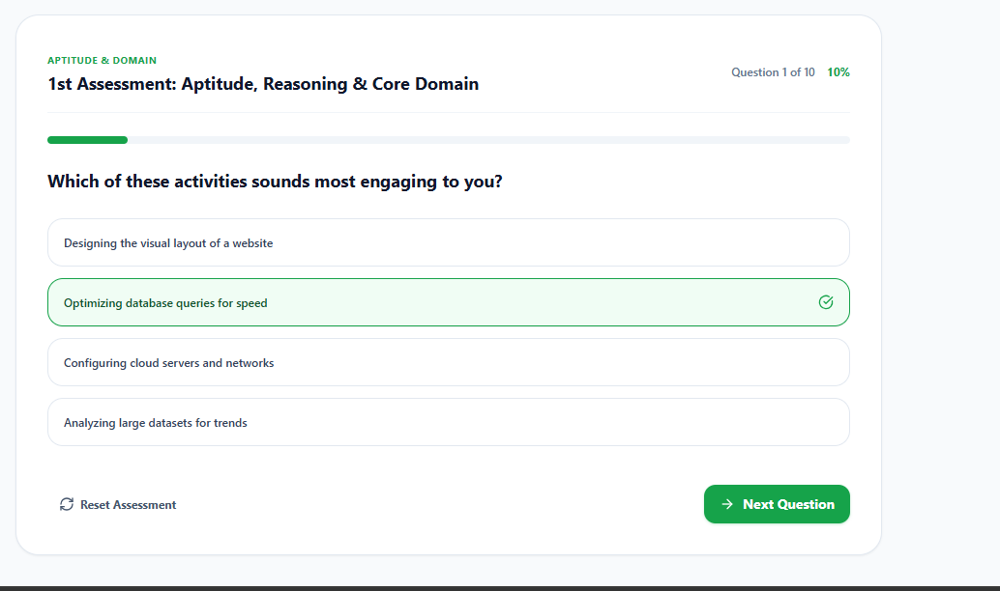 APTITUDE & DOMAIN
1st Assessment: Aptitude, Reasoning & Core Domain
Question 1 of 10 10%
Which of these activities sounds most engaging to you?
Designing the visual layout of a website
Optimizing database queries for speed
Configuring cloud servers and networks
Analyzing large datasets for trends
Reset Assessment
Next Question